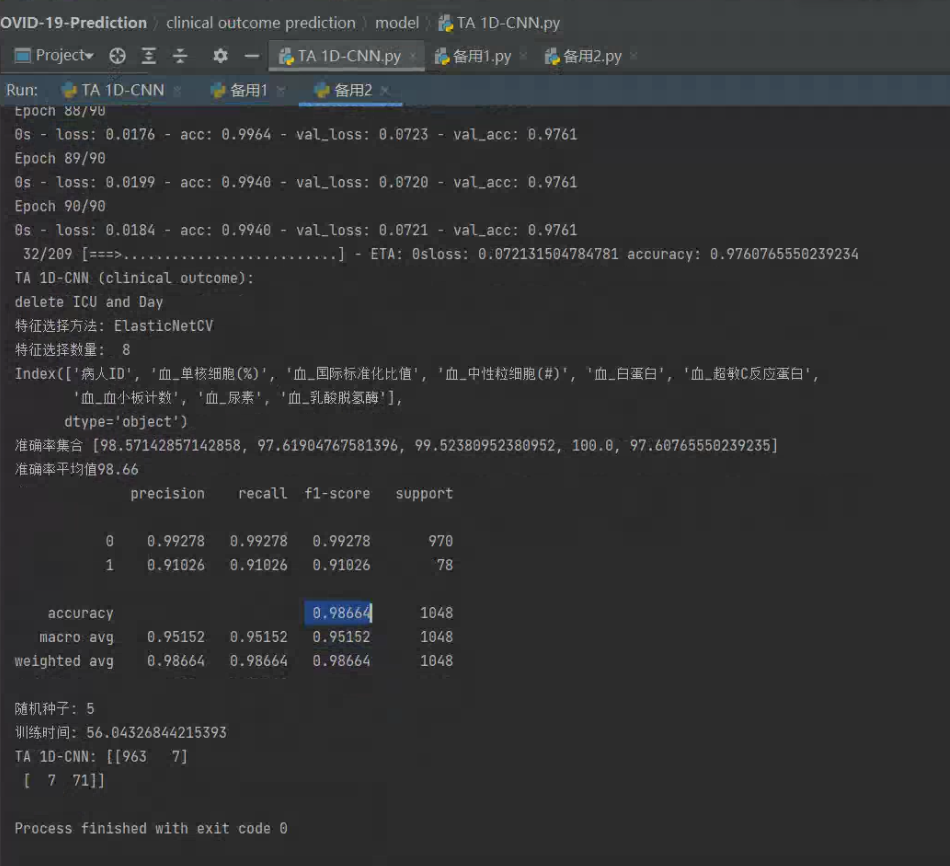 OVID-19-Prediction 〉 clinical outcome prediction 〉 model 〉 TA 1D-CNN.py
Project TA 1D-CNN.py × 备用1.py × 备用2.py ×
Run: TA 1D-CNN × 备用1 × 备用2 ×
Epoch 88/90
0s - loss: 0.0176 - acc: 0.9964 - val_loss: 0.0723 - val_acc: 0.9761
Epoch 89/90
0s - loss: 0.0199 - acc: 0.9940 - val_loss: 0.0720 - val_acc: 0.9761
Epoch 90/90
0s - loss: 0.0184 - acc: 0.9940 - val_loss: 0.0721 - val_acc: 0.9761
32/209 [===>..........................] - ETA: 0sloss: 0.072131504784781 accuracy: 0.9760765550239234
TA 1D-CNN (clinical outcome):
delete ICU and Day
特征选择方法: ElasticNetCV
特征选择数量:  8
Index(['病人ID', '血_单核细胞(%)', '血_国际标准化比值', '血_中性粒细胞(#)', '血_白蛋白', '血_超敏C反应蛋白',
'血_血小板计数', '血_尿素', '血_乳酸脱氢酶'],
dtype='object')
准确率集合 [98.57142857142858, 97.61904767581396, 99.52380952380952, 100.0, 97.60765550239235]
准确率平均值98.66
precision recall f1-score support
0 0.99278 0.99278 0.99278 970
1 0.91026 0.91026 0.91026 78
accuracy 0.98664 1048
macro avg 0.95152 0.95152 0.95152 1048
weighted avg 0.98664 0.98664 0.98664 1048
随机种子: 5
训练时间: 56.04326844215393
TA 1D-CNN: [[963   7]
[  7  71]]
Process finished with exit code 0